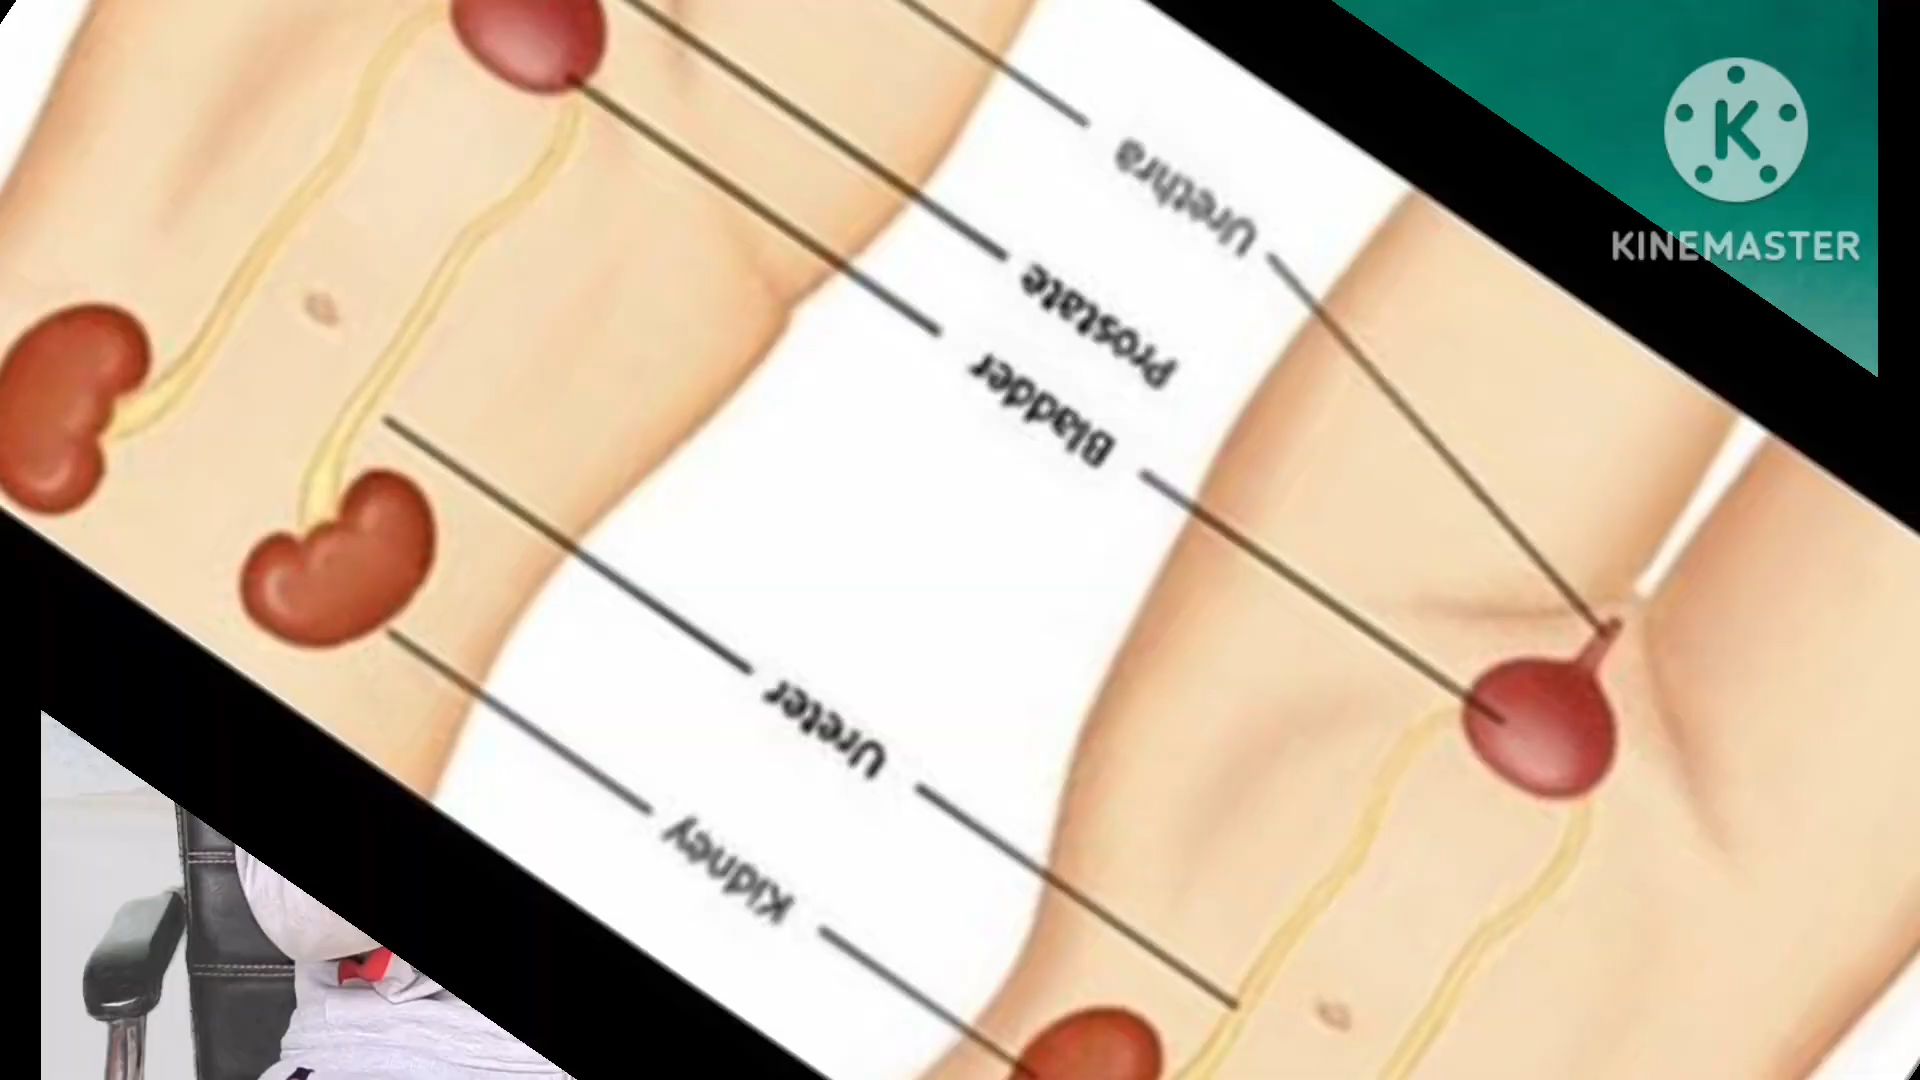 K
KINEMASTER
Urethra
Prostate
Bladder
Ureter
Kidney